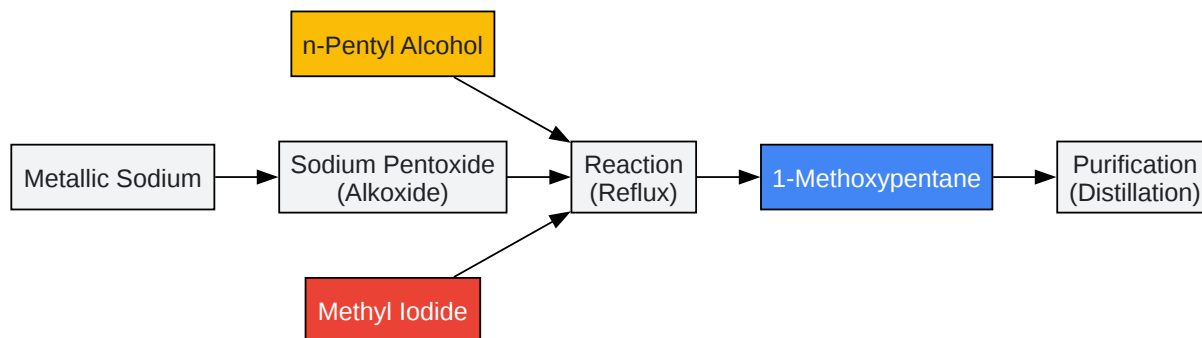 n-Pentyl Alcohol
Metallic Sodium
Sodium Pentoxide
(Alkoxide)
Reaction
(Reflux)
1-Methoxypentane
Purification
(Distillation)
Methyl Iodide